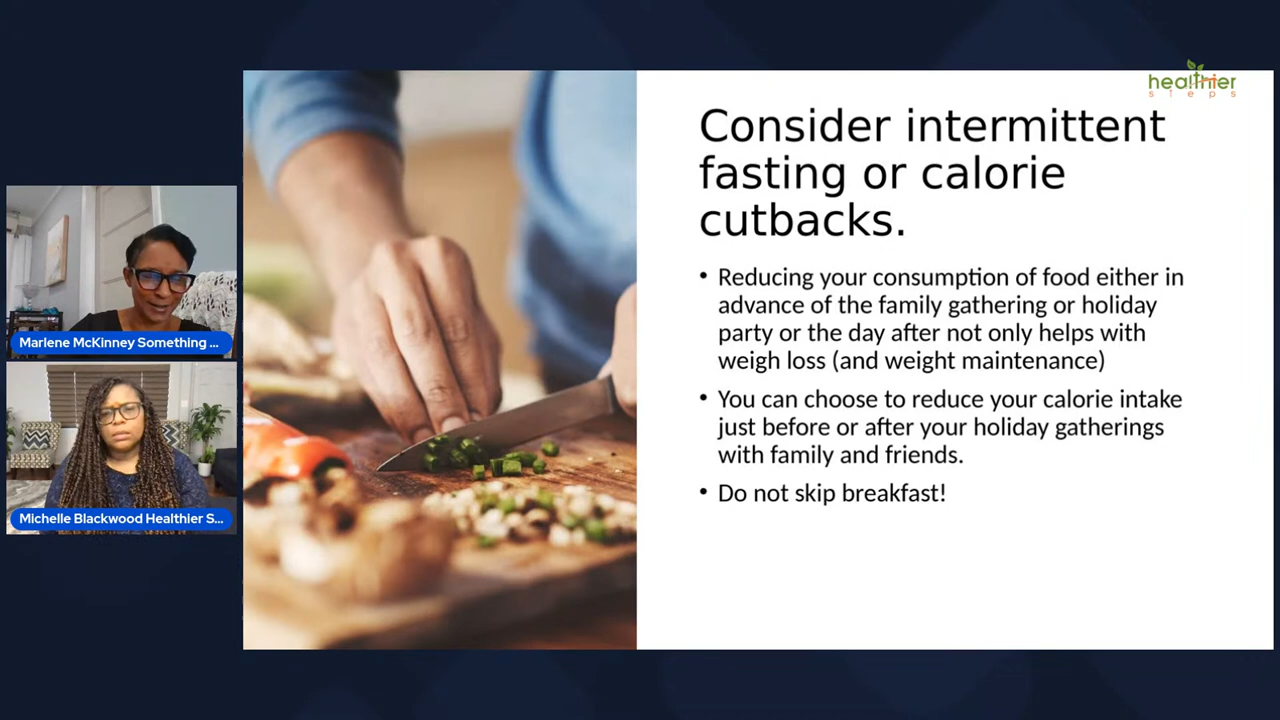 healthier
steps
Consider intermittent
fasting or calorie
cutbacks.
• Reducing your consumption of food either in
advance of the family gathering or holiday
party or the day after not only helps with
weigh loss (and weight maintenance)
• You can choose to reduce your calorie intake
just before or after your holiday gatherings
with family and friends.
• Do not skip breakfast!
Marlene McKinney Something ...
Michelle Blackwood Healthier S...